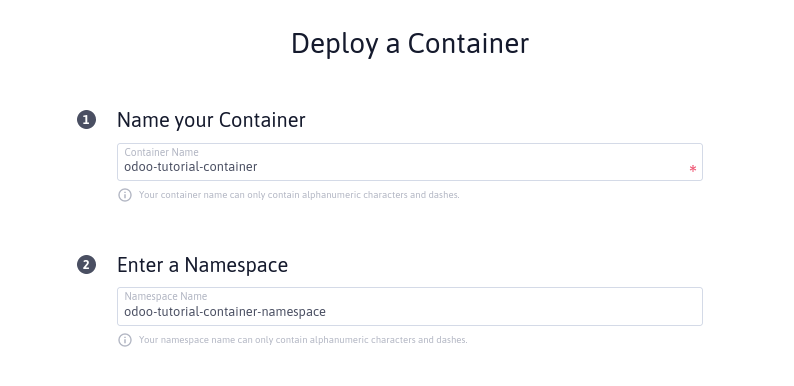 Deploy a Container
1 Name your Container
Container Name
odoo-tutorial-container
*
Your container name can only contain alphanumeric characters and dashes.
2 Enter a Namespace
Namespace Name
odoo-tutorial-container-namespace
Your namespace name can only contain alphanumeric characters and dashes.